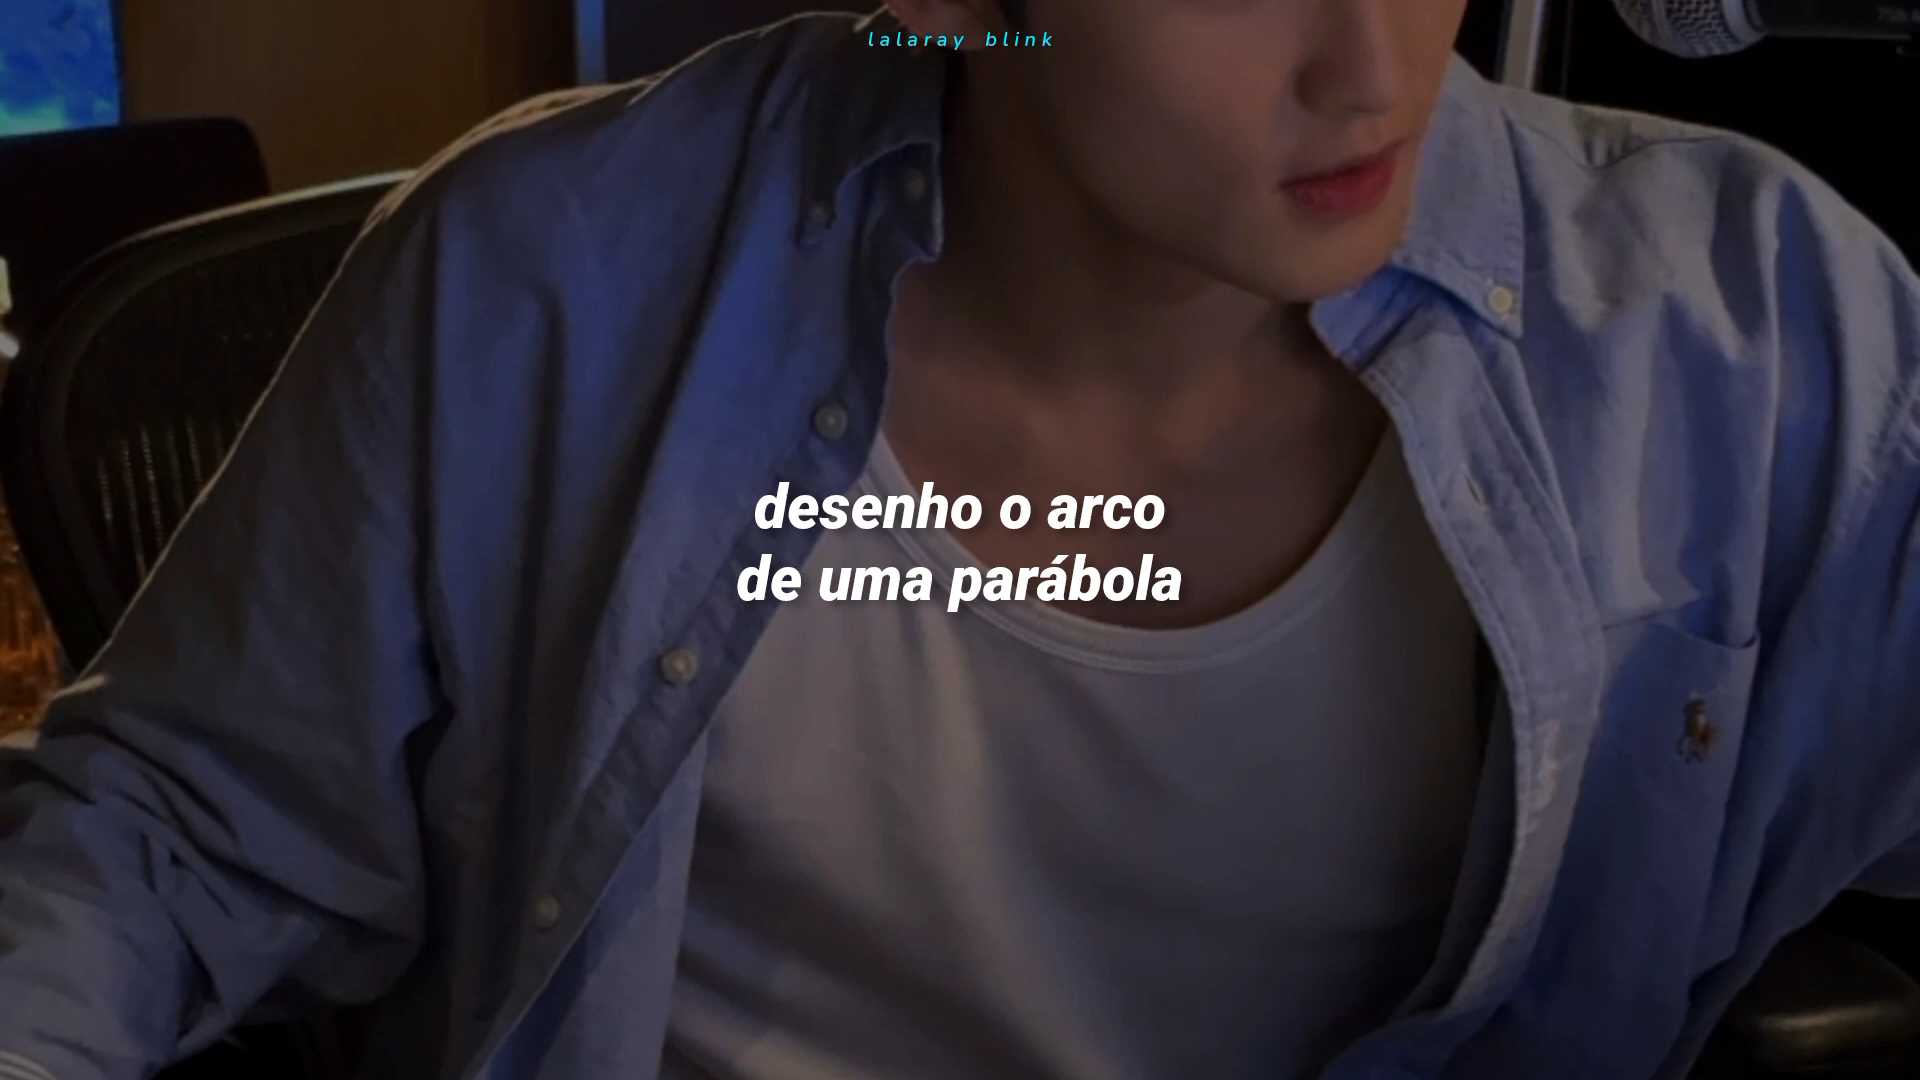 lalaray blink
desenho o arco
de uma parábola